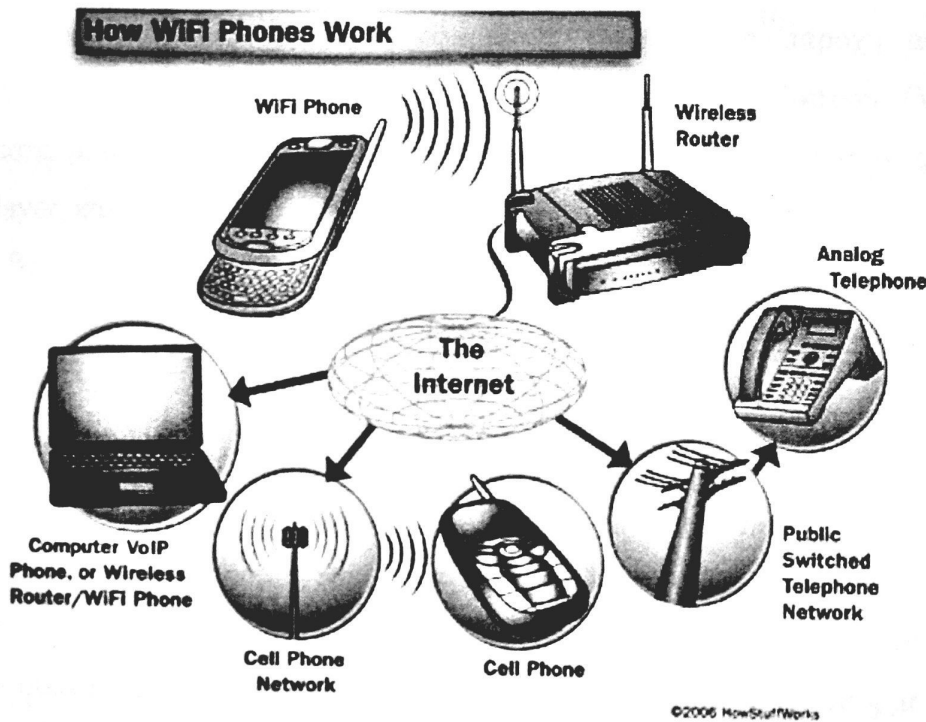 How WiFi Phones Work
WiFi Phone
Wireless
Router
Analog
Telephone
The
Internet
Computer VoIP
Phone, or Wireless
Router/WiFi Phone
Cell Phone
Network
Cell Phone
Public
Switched
Telephone
Network
©2006 HowStuffWorks